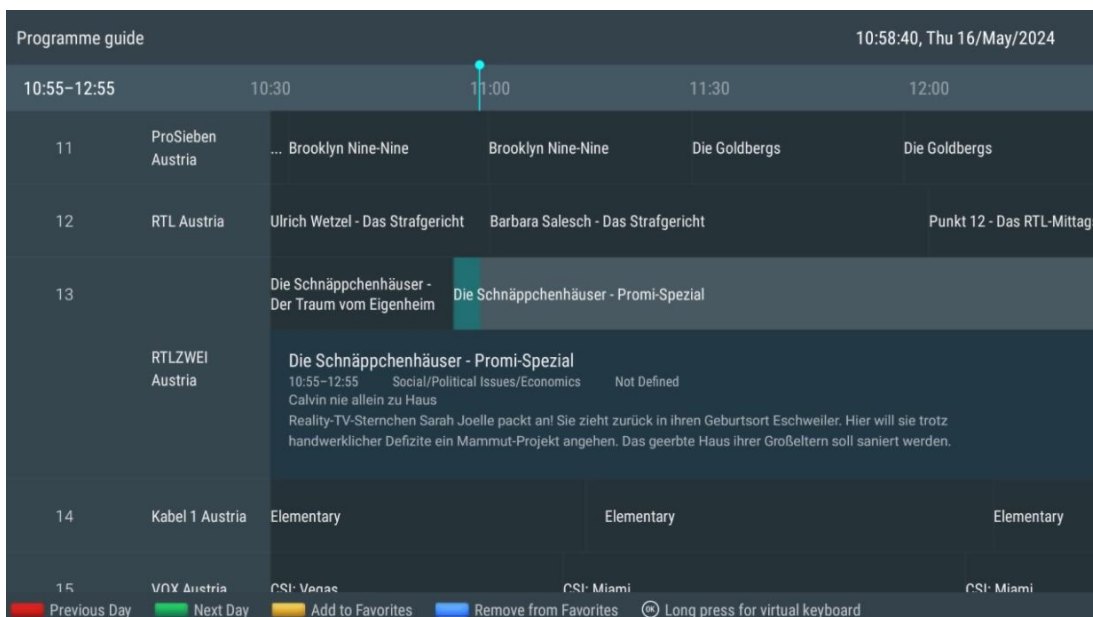 Programme guide
10:58:40, Thu 16/May/2024
10:55–12:55
10:30
11:00
11:30
12:00
11
ProSieben
Austria
... Brooklyn Nine-Nine
Brooklyn Nine-Nine
Die Goldbergs
Die Goldbergs
12
RTL Austria
Ulrich Wetzel - Das Strafgericht
Barbara Salesch - Das Strafgericht
Punkt 12 - Das RTL-Mittag
13
Die Schnäppchenhäuser -
Der Traum vom Eigenheim
Die Schnäppchenhäuser - Promi-Spezial
RTLZWEI
Austria
Die Schnäppchenhäuser - Promi-Spezial
10:55–12:55 Social/Political Issues/Economics Not Defined
Calvin nie allein zu Haus
Reality-TV-Sternchen Sarah Joelle packt an! Sie zieht zurück in ihren Geburtsort Eschweiler. Hier will sie trotz
handwerklicher Defizite ein Mammut-Projekt angehen. Das geerbte Haus ihrer Großeltern soll saniert werden.
14
Kabel 1 Austria
Elementary
Elementary
Elementary
15
VOX Austria
CSI: Vegas
CSI: Miami
CSI: Miami
Previous Day
Next Day
Add to Favorites
Remove from Favorites
OK Long press for virtual keyboard